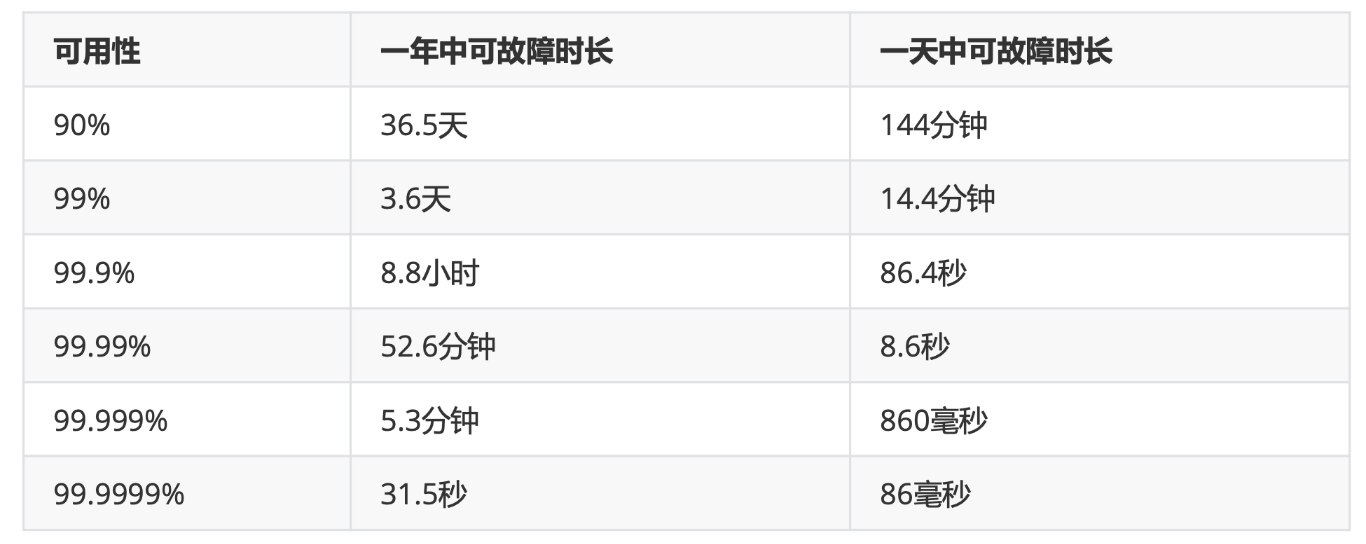 可用性 一年中可故障时长 一天中可故障时长
90% 36.5天 144分钟
99% 3.6天 14.4分钟
99.9% 8.8小时 86.4秒
99.99% 52.6分钟 8.6秒
99.999% 5.3分钟 860毫秒
99.9999% 31.5秒 86毫秒